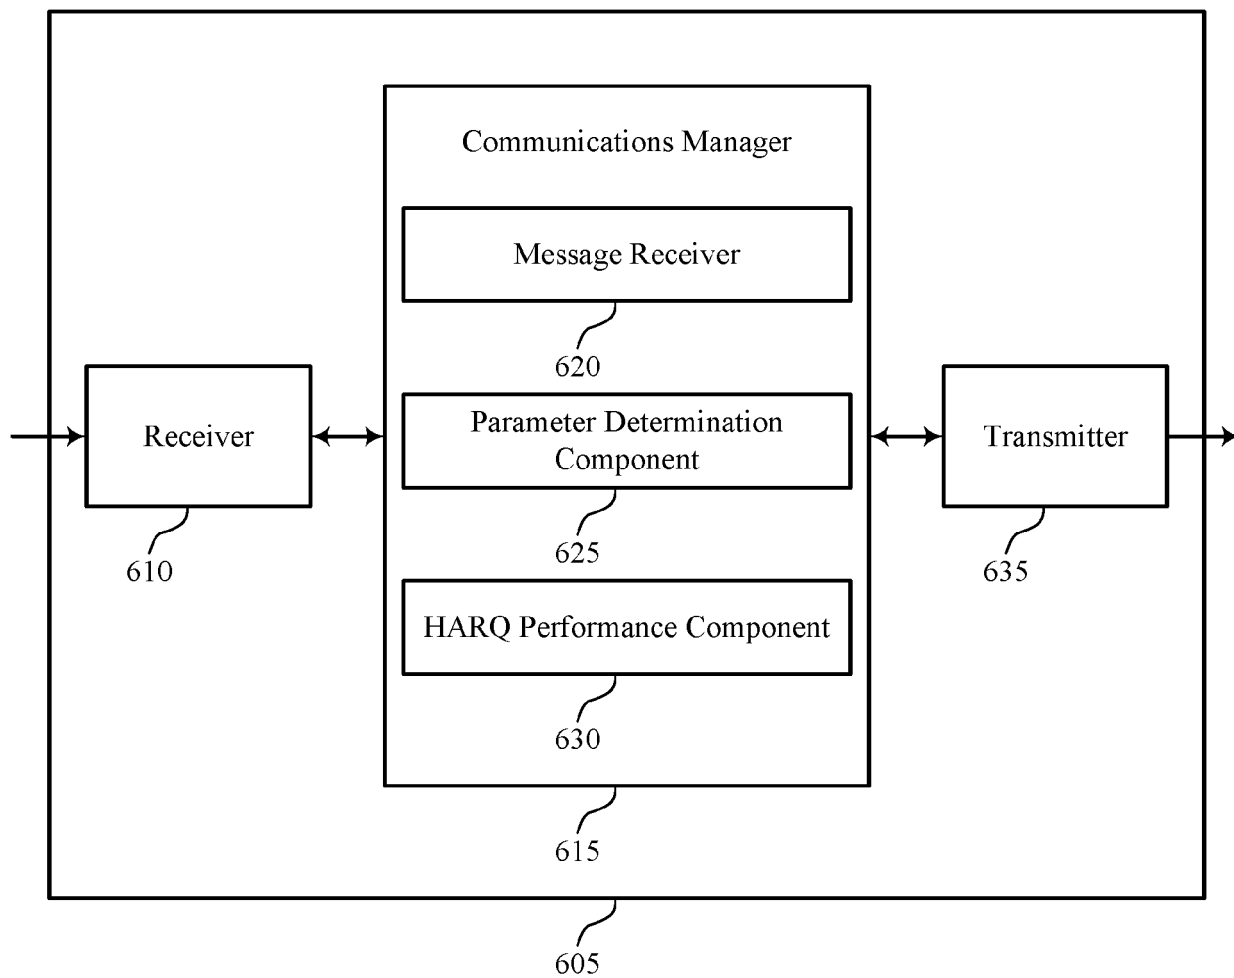 Communications Manager
Message Receiver
620
Receiver
610
Parameter Determination
Component
625
Transmitter
635
HARQ Performance Component
630
615
605